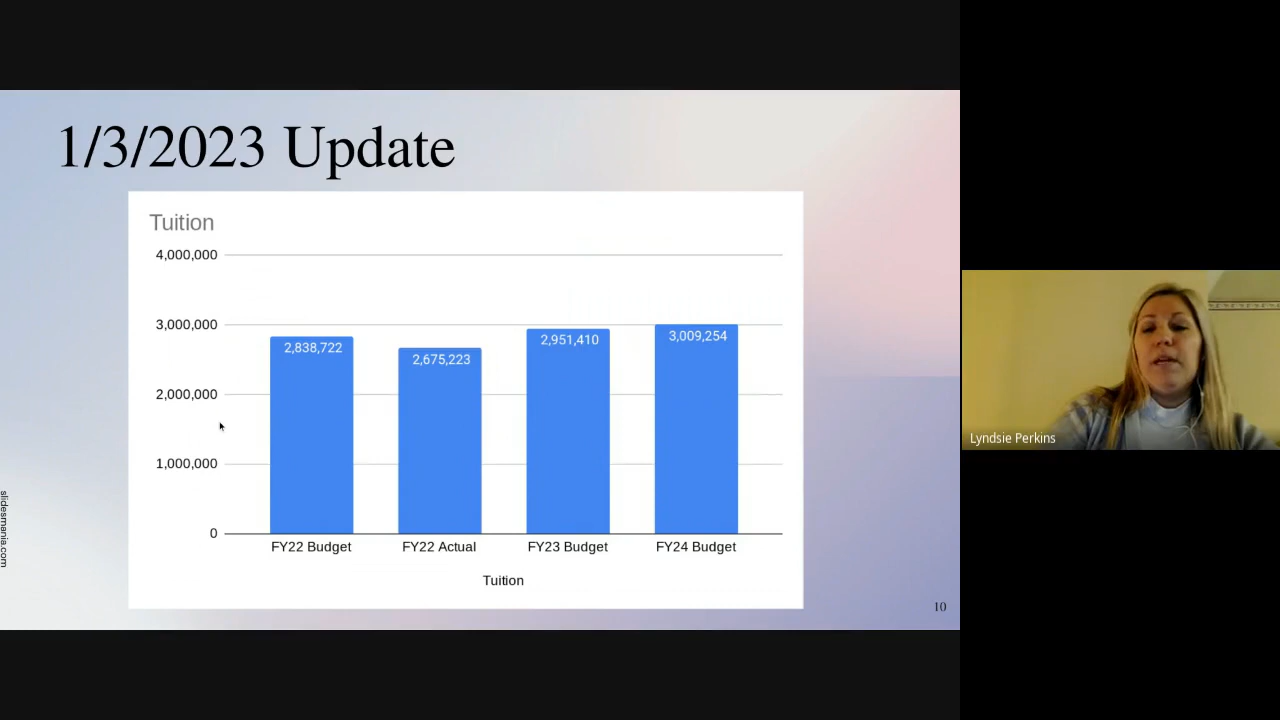 1/3/2023 Update
Tuition
4,000,000
3,000,000
2,000,000
1,000,000
0
2,838,722
2,675,223
2,951,410
3,009,254
FY22 Budget
FY22 Actual
FY23 Budget
FY24 Budget
Tuition
slidesmania.com
10
Lyndsie Perkins